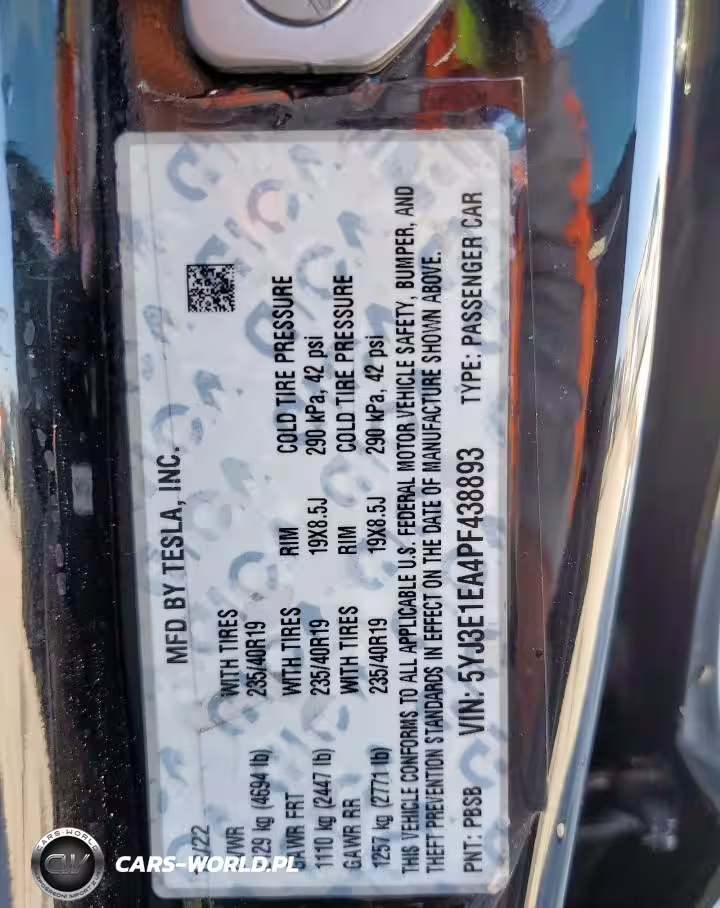 MFD BY TESLA, INC.
/22
WITH TIRES
29 kg (4694 lb) 235/40R19
GAWR FRT WITH TIRES RIM COLD TIRE PRESSURE
1110 kg (2447 lb) 235/40R19 19X8.5J 290 kPa, 42 psi
GAWR RR WITH TIRES RIM COLD TIRE PRESSURE
1257 kg (2771 lb) 235/40R19 19X8.5J 290 kPa, 42 psi
THIS VEHICLE CONFORMS TO ALL APPLICABLE U.S. FEDERAL MOTOR VEHICLE SAFETY, BUMPER, AND
THEFT PREVENTION STANDARDS IN EFFECT ON THE DATE OF MANUFACTURE SHOWN ABOVE.
PNT: PBSB VIN: 5YJ3E1EA4PF438893 TYPE: PASSENGER CAR
CARS-WORLD.PL